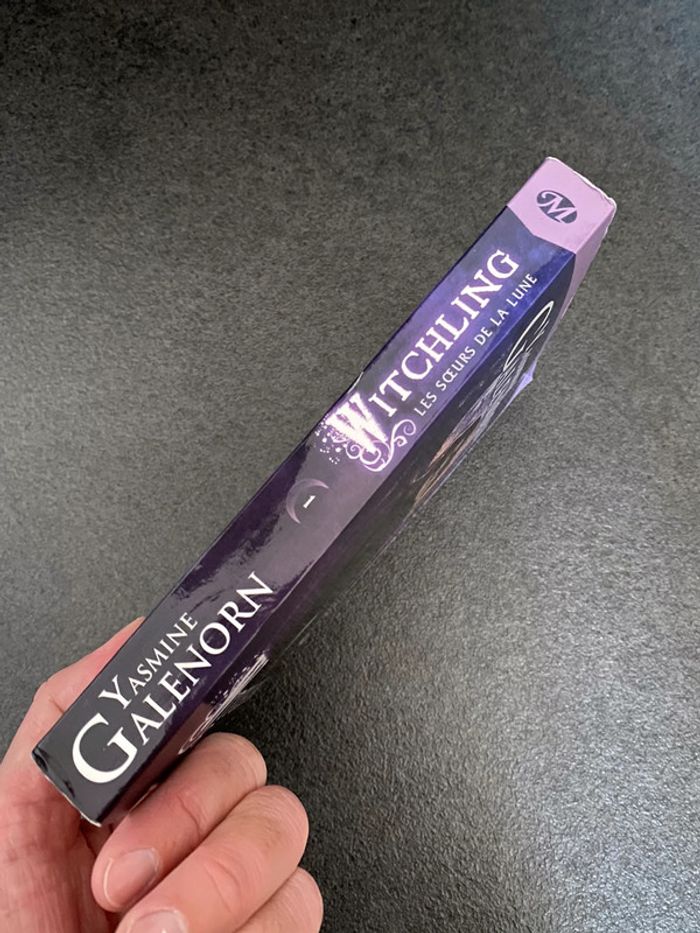 YASMINE
GALENORN
1
WITCHLING
LES SŒURS DE LA LUNE
M